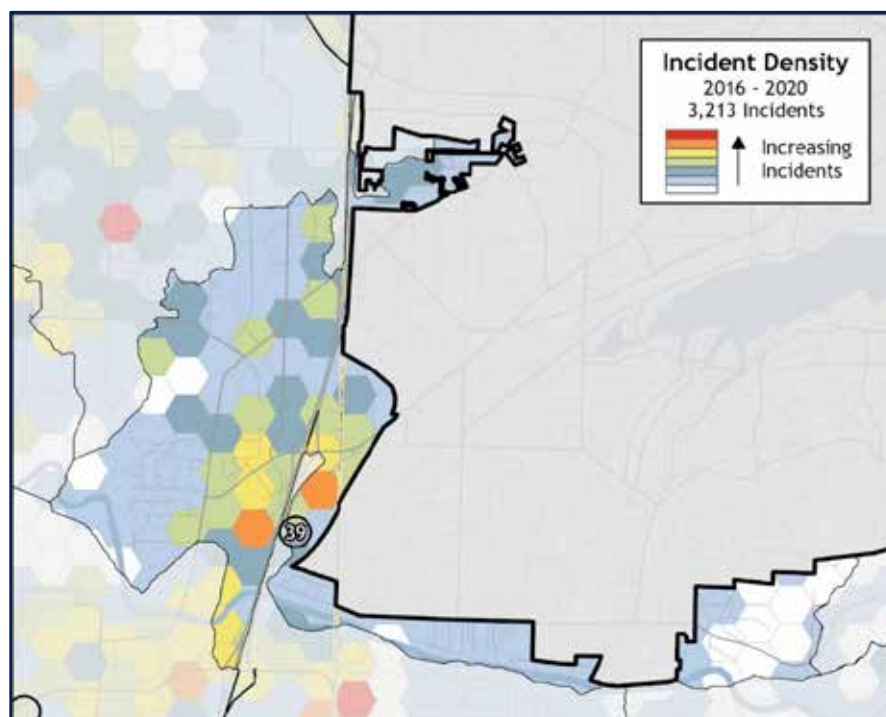 Incident Density
2016 - 2020
3,213 Incidents
Increasing
Incidents
39